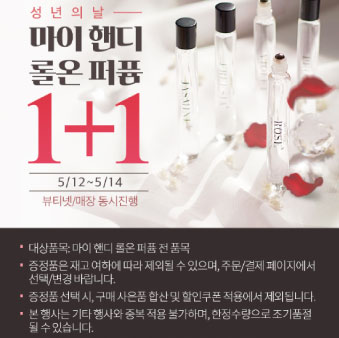 성년의날
마이 핸디
롤온 퍼퓸
1+1
5/12~5/14
뷰티넷/매장 동시진행
JASMINE
ROSE
• 대상품목: 마이 핸디 롤온 퍼퓸 전 품목
• 증정품은 재고 여하에 따라 제외될 수 있으며, 주문/결제 페이지에서
선택/변경 바랍니다.
• 증정품 선택 시, 구매 사은품 합산 및 할인쿠폰 적용에서 제외됩니다.
• 본 행사는 기타 행사와 중복 적용 불가하며, 한정수량으로 조기품절
될 수 있습니다.